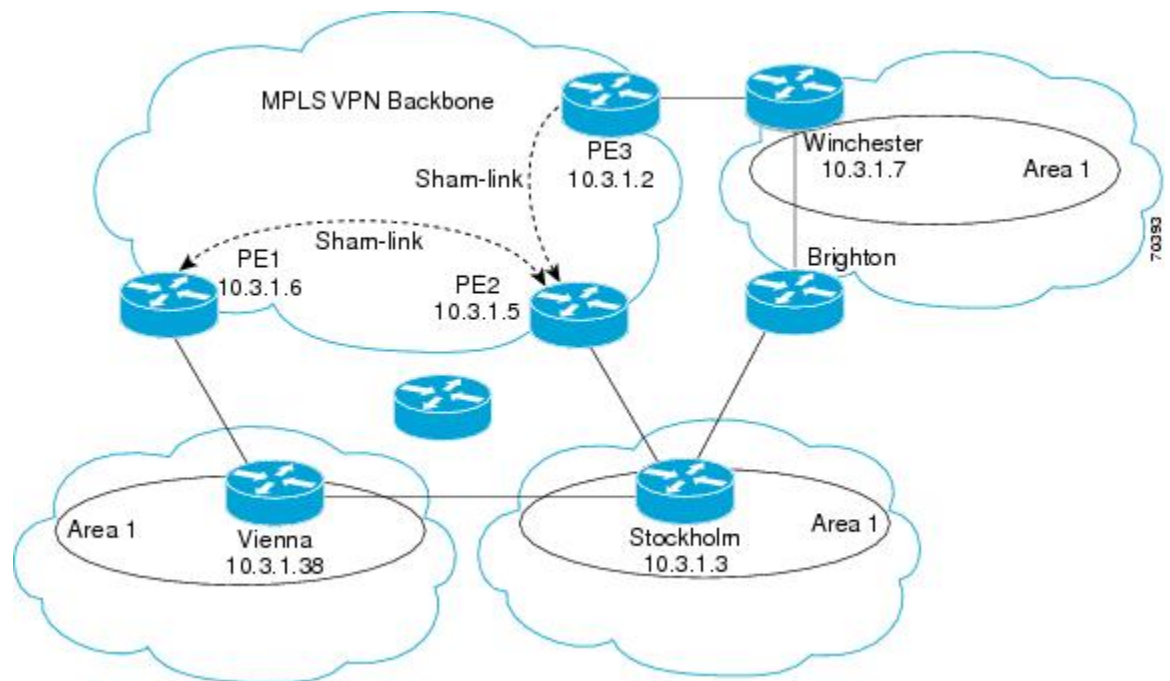 MPLS VPN Backbone
PE3
10.3.1.2
Winchester
10.3.1.7
Area 1
Sham-link
Sham-link
PE1
10.3.1.6
PE2
10.3.1.5
Brighton
70393
Area 1
Vienna
10.3.1.38
Stockholm
10.3.1.3
Area 1